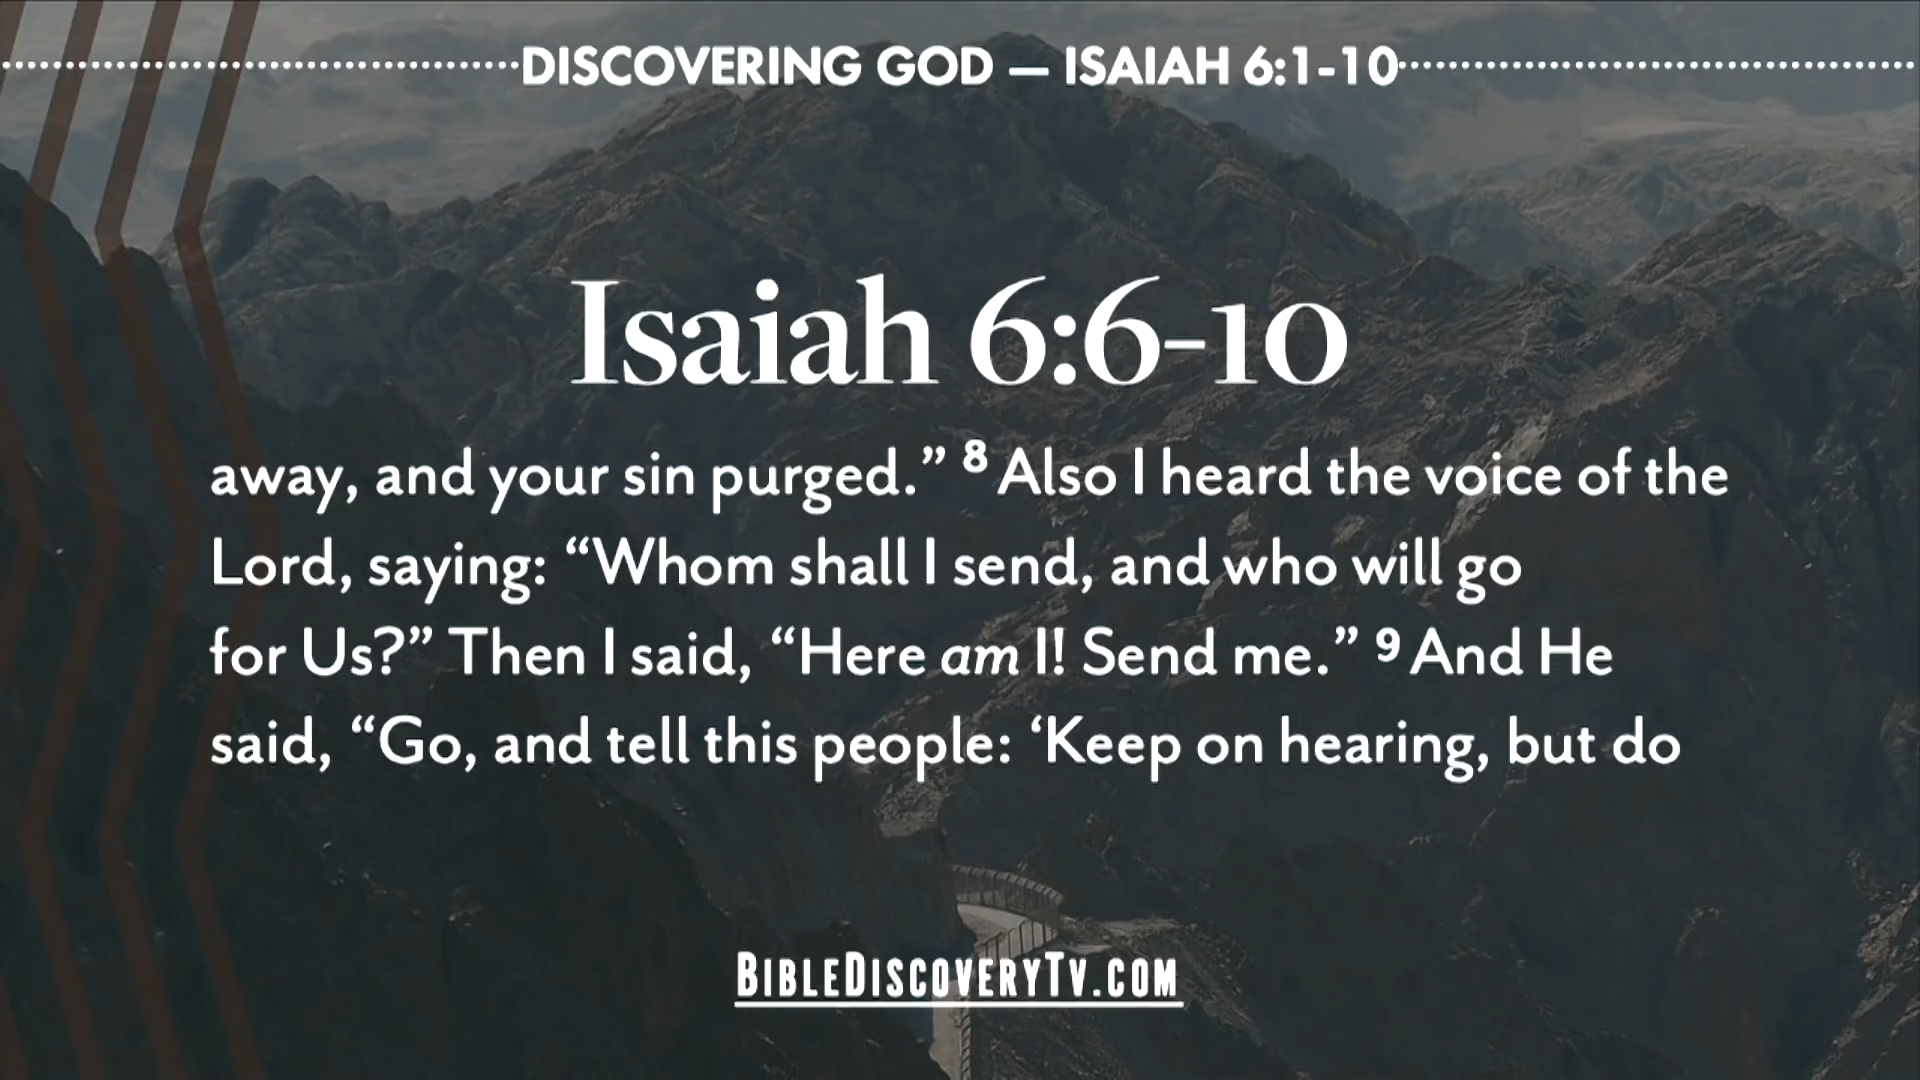 DISCOVERING GOD — ISAIAH 6:1-10
Isaiah 6:6-10
away, and your sin purged.” ⁸ Also I heard the voice of the
Lord, saying: “Whom shall I send, and who will go
for Us?” Then I said, “Here am I! Send me.” ⁹ And He
said, “Go, and tell this people: ‘Keep on hearing, but do
BIBLEDISCOVERYTV.COM